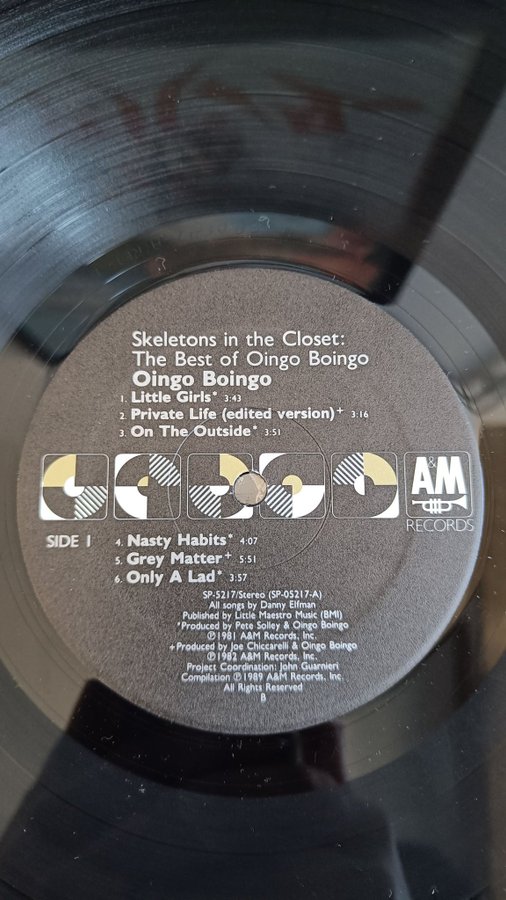 Skeletons in the Closet:
The Best of Oingo Boingo
Oingo Boingo
1. Little Girls* 3:43
2. Private Life (edited version)+ 3:16
3. On The Outside* 3:51
A&M
RECORDS
SIDE 1
4. Nasty Habits* 4:07
5. Grey Matter+ 5:51
6. Only A Lad* 3:57
SP-5217/Stereo (SP-05217-A)
All songs by Danny Elfman
Published by Little Maestro Music (BMI)
*Produced by Pete Solley & Oingo Boingo
℗1981 A&M Records, Inc.
+Produced by Joe Chiccarelli & Oingo Boingo
℗1982 A&M Records, Inc.
Project Coordination: John Guarnieri
Compilation ℗1989 A&M Records, Inc.
All Rights Reserved
B